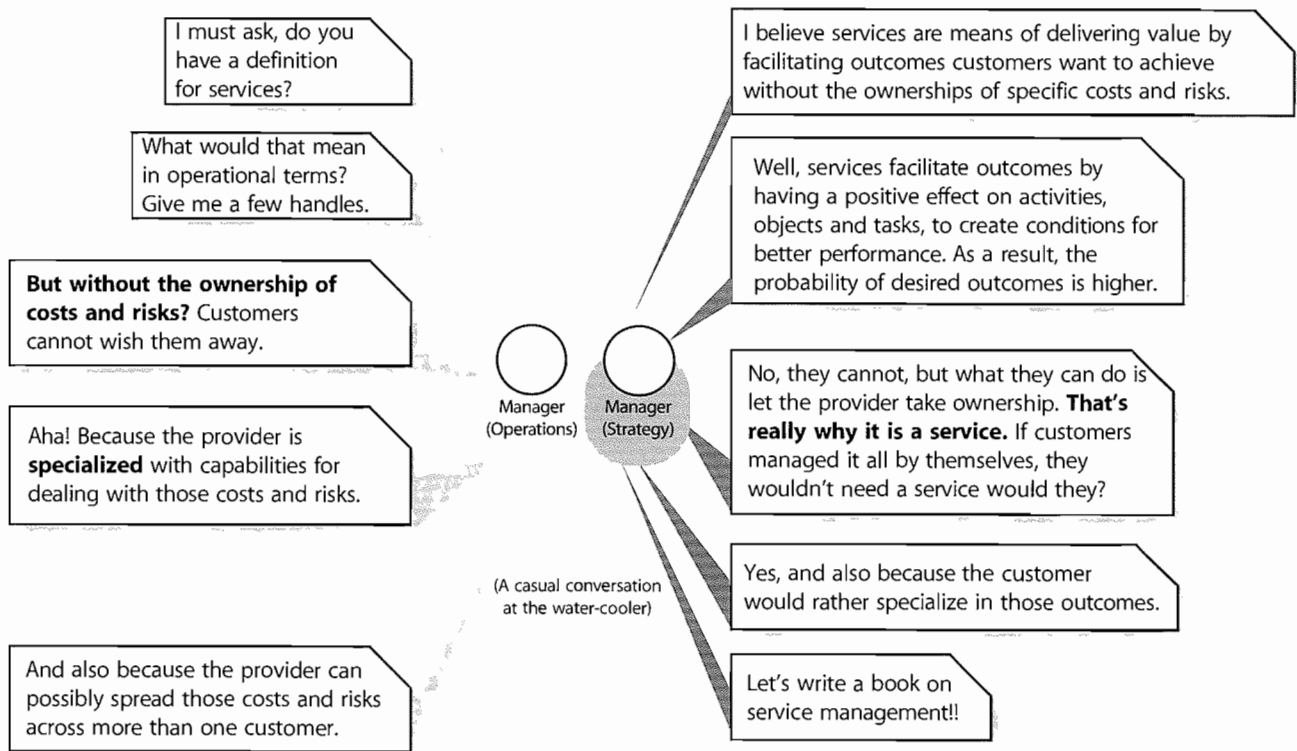 I must ask, do you
have a definition
for services?
I believe services are means of delivering value by
facilitating outcomes customers want to achieve
without the ownerships of specific costs and risks.
What would that mean
in operational terms?
Give me a few handles.
Well, services facilitate outcomes by
having a positive effect on activities,
objects and tasks, to create conditions for
better performance. As a result, the
probability of desired outcomes is higher.
But without the ownership of
costs and risks? Customers
cannot wish them away.
No, they cannot, but what they can do is
let the provider take ownership. That's
really why it is a service. If customers
managed it all by themselves, they
wouldn't need a service would they?
Manager
(Operations)
Manager
(Strategy)
Aha! Because the provider is
specialized with capabilities for
dealing with those costs and risks.
Yes, and also because the customer
would rather specialize in those outcomes.
(A casual conversation
at the water-cooler)
And also because the provider can
possibly spread those costs and risks
across more than one customer.
Let's write a book on
service management!!